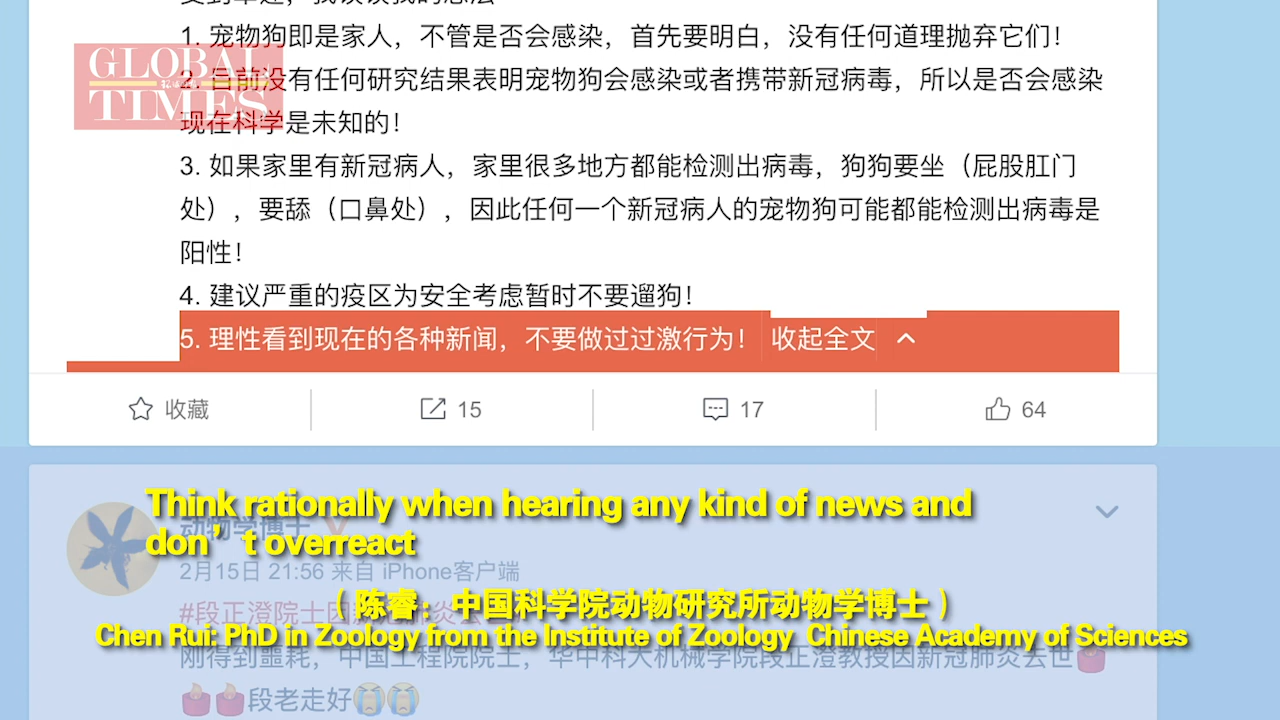 1. 宠物狗即是家人，不管是否会感染，首先要明白，没有任何道理抛弃它们！
GLOBAL
TIMES
2. 目前没有任何研究结果表明宠物狗会感染或者携带新冠病毒，所以是否会感染
现在科学是未知的！
3. 如果家里有新冠病人，家里很多地方都能检测出病毒，狗狗要坐（屁股肛门
处），要舔（口鼻处），因此任何一个新冠病人的宠物狗可能都能检测出病毒是
阳性！
4. 建议严重的疫区为安全考虑暂时不要遛狗！
5. 理性看到现在的各种新闻，不要做过过激行为！ 收起全文
收藏 15 17 64
Think rationally when hearing any kind of news and
动物学博士
don't overreact
2月15日 21:56 来自 iPhone客户端
#段正澄院士因
（陈睿：中国科学院动物研究所动物学博士）
Chen Rui: PhD in Zoology from the Institute of Zoology Chinese Academy of Sciences
刚得到噩耗，中国工程院院士，华中科大机械学院段正澄教授因新冠肺炎去世
段老走好